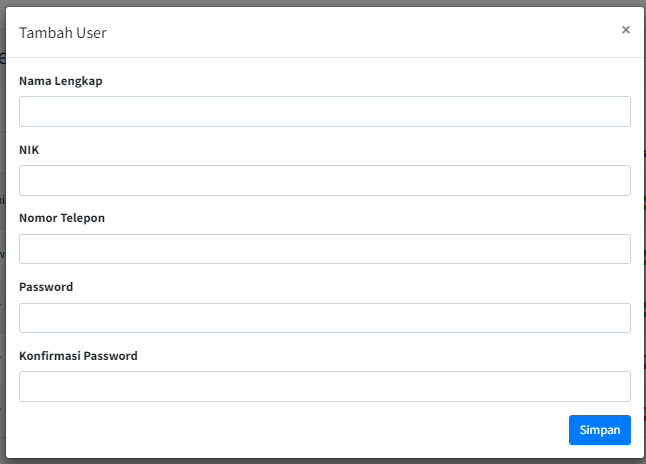 Tambah User
×
Nama Lengkap
NIK
Nomor Telepon
Password
Konfirmasi Password
Simpan